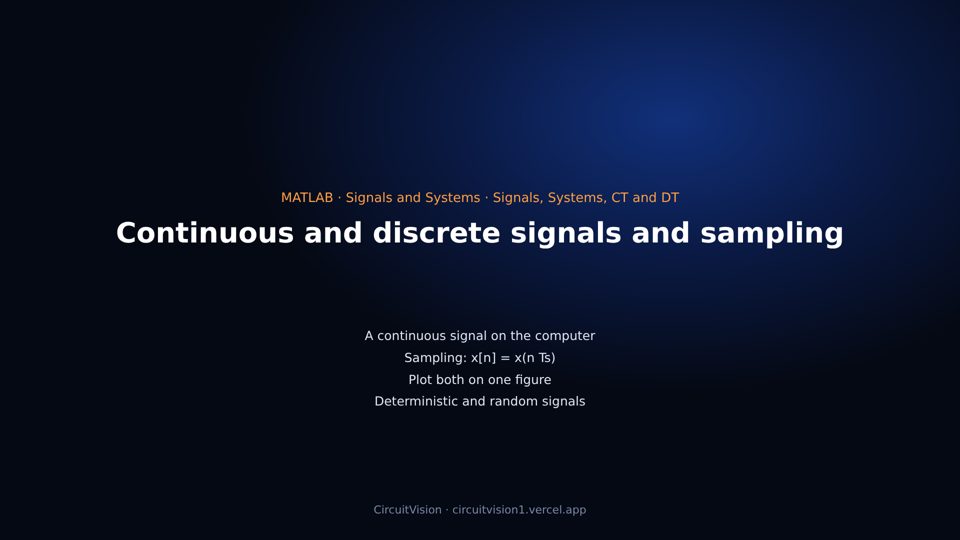 MATLAB · Signals and Systems · Signals, Systems, CT and DT
Continuous and discrete signals and sampling
A continuous signal on the computer
Sampling: x[n] = x(n Ts)
Plot both on one figure
Deterministic and random signals
CircuitVision · circuitvision1.vercel.app